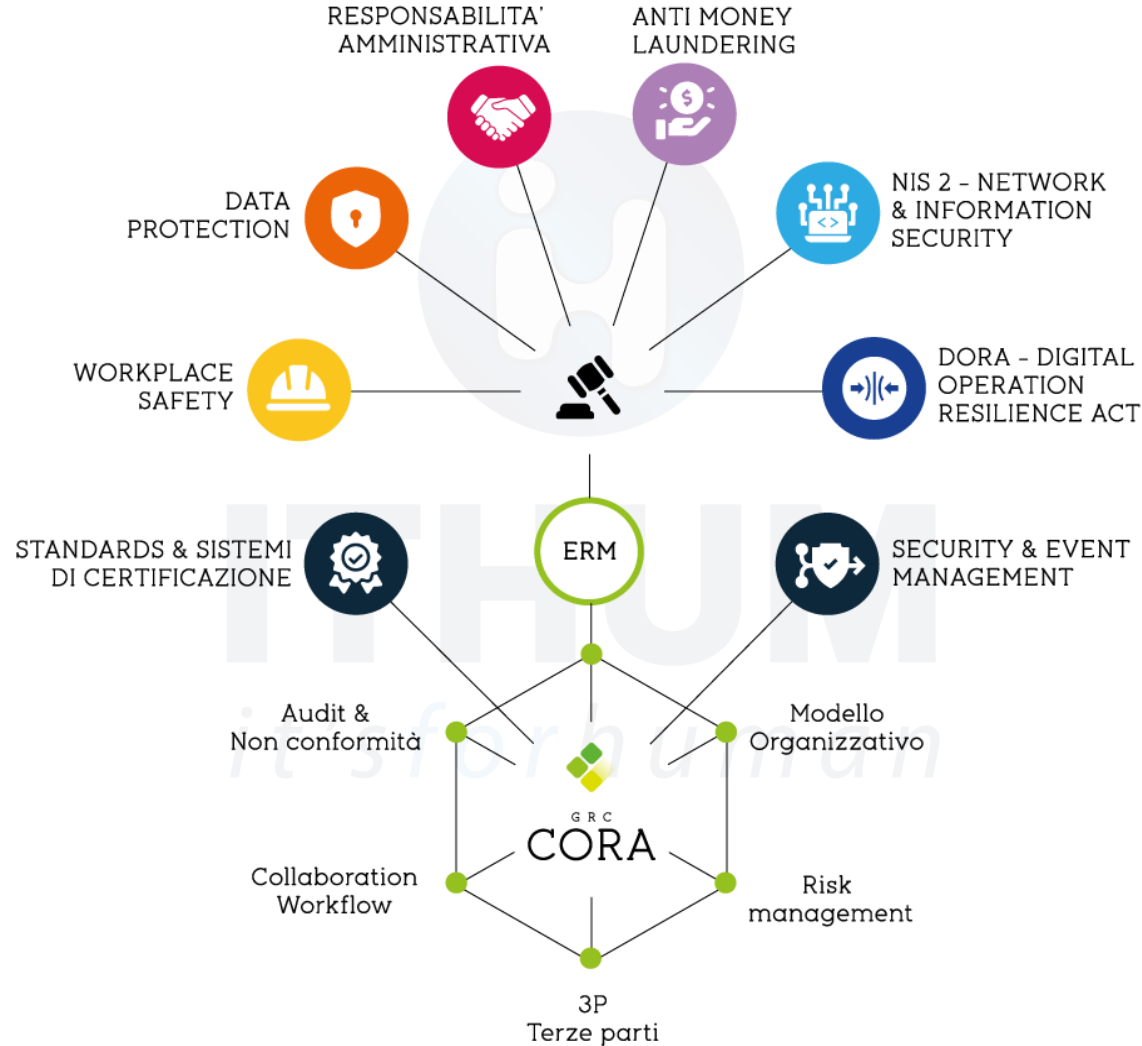 RESPONSABILITA'
AMMINISTRATIVA
ANTI MONEY
LAUNDERING
DATA
PROTECTION
NIS 2 - NETWORK
& INFORMATION
SECURITY
WORKPLACE
SAFETY
DORA - DIGITAL
OPERATION
RESILIENCE ACT
STANDARDS & SISTEMI
DI CERTIFICAZIONE
ERM
SECURITY & EVENT
MANAGEMENT
ITHUM
it's for human
Audit &
Non conformità
Modello
Organizzativo
GRC
CORA
Collaboration
Workflow
Risk
management
3P
Terze parti